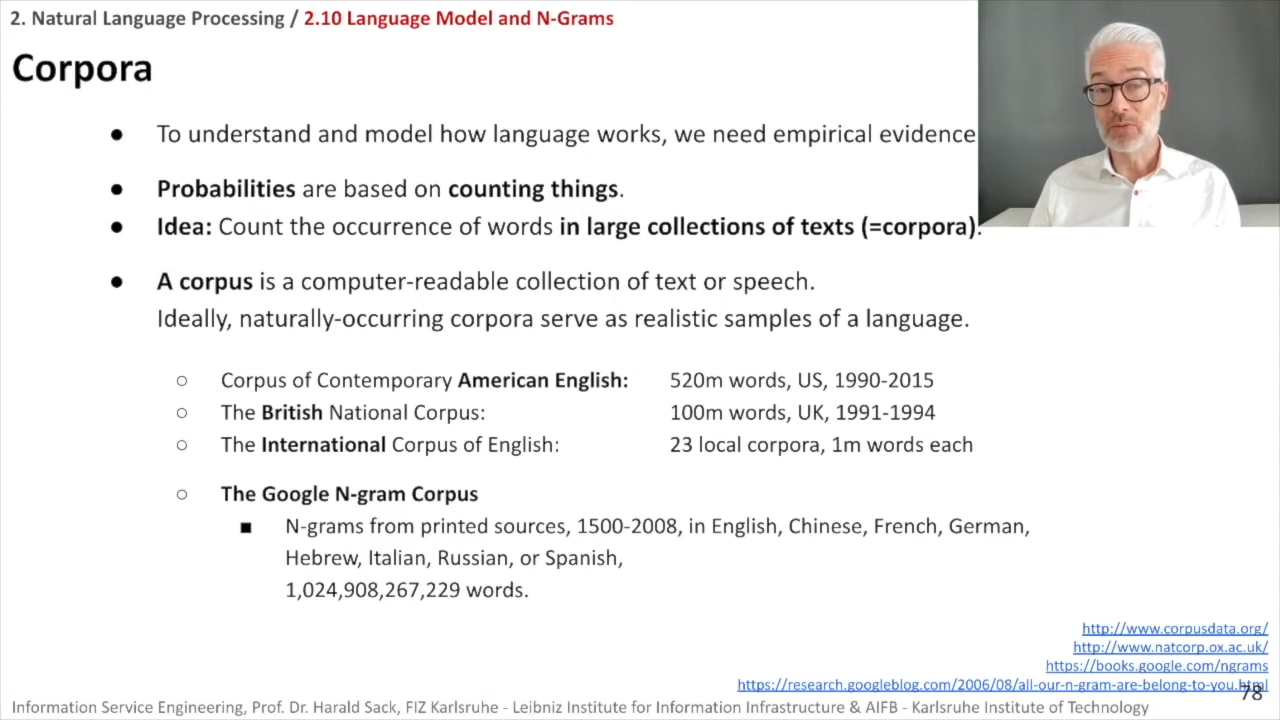 2. Natural Language Processing / 2.10 Language Model and N-Grams
Corpora
● To understand and model how language works, we need empirical evidence
● Probabilities are based on counting things.
● Idea: Count the occurrence of words in large collections of texts (=corpora).
● A corpus is a computer-readable collection of text or speech.
Ideally, naturally-occurring corpora serve as realistic samples of a language.
○ Corpus of Contemporary American English: 520m words, US, 1990-2015
○ The British National Corpus: 100m words, UK, 1991-1994
○ The International Corpus of English: 23 local corpora, 1m words each
○ The Google N-gram Corpus
■ N-grams from printed sources, 1500-2008, in English, Chinese, French, German,
Hebrew, Italian, Russian, or Spanish,
1,024,908,267,229 words.
http://www.corpusdata.org/
http://www.natcorp.ox.ac.uk/
https://books.google.com/ngrams
https://research.googleblog.com/2006/08/all-our-n-gram-are-belong-to-you.html
78
Information Service Engineering, Prof. Dr. Harald Sack, FIZ Karlsruhe - Leibniz Institute for Information Infrastructure & AIFB - Karlsruhe Institute of Technology